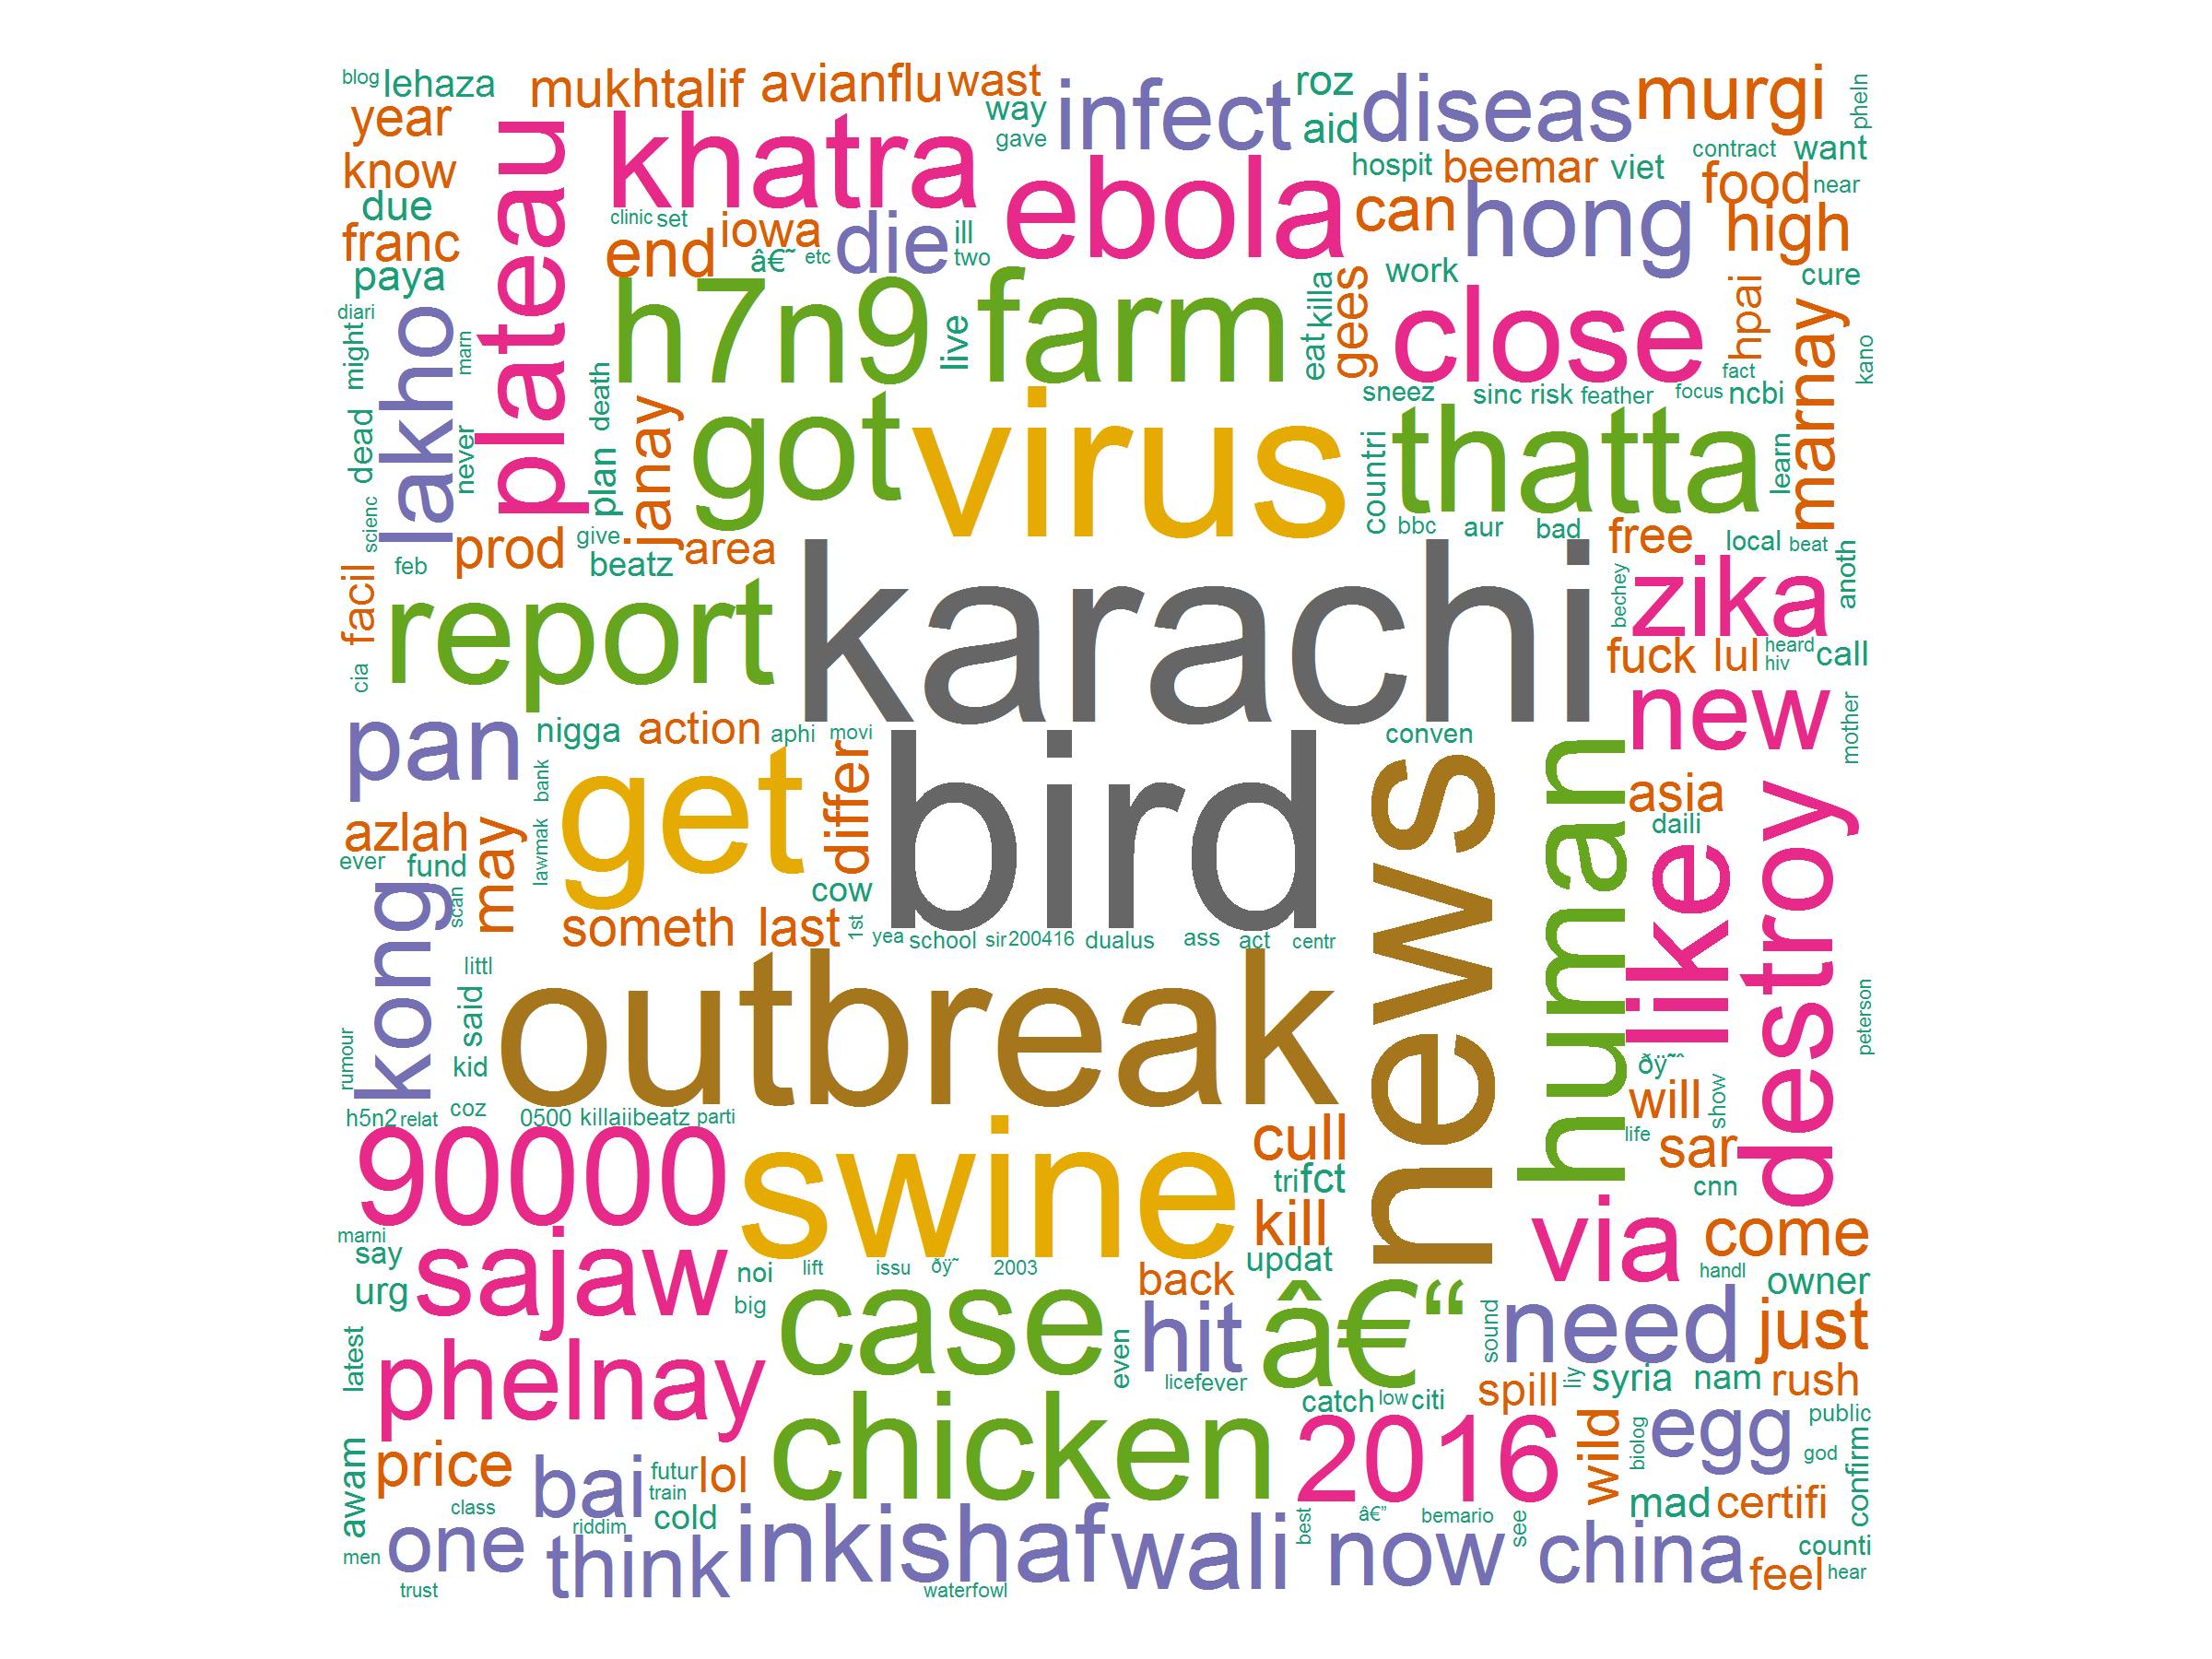 blog lehaza mukhtalif avianflu wast way gave infect roz aid diseas murgi pheln
year khatra ebola hospit beemar viet contract want
know plateau can hong food near
due clinic set iowa die ill two high
franc end â€˜ etc work cure
paya h7n9 live farm eat killa gees close hpai marnay
diari might lakho marn death fact kano
janay got virus sneez sinc risk feather focus ncbi
dead never plan countri thatta learn
scienc prod give area bbc aur bad free local beat
feb beatz karachi bechey zika anoth
facil report fuck lul heard hiv call
cia
pan nigga action aphi movi conven new mother
bank get differ bird news human asia
azlah may lawmak daili destroy
ever fund cow like
kong scan someth last 1st yea school sir 200416 dualus ass act centr
littl outbreak
said peterson
rumour kid ðŸ˜ˆ
h5n2 relat coz 0500 killaiibeatz parti will show
90000 swine cull life sar
tri fct cnn
marni kill via come
say sajaw noi lift issu ðŸ˜ 2003 updat handl
urg big case back â€“ need owner
latest phelnay even hit sound just
lice fever spill liy syria nam rush
chicken catch low citi
price bai futur lol 2016 wild egg public
awam train biolog god confirm
class riddim cold mad certifi
one think inkishaf wali best â€” bemario now see china counti
men feel hear
trust waterfowl